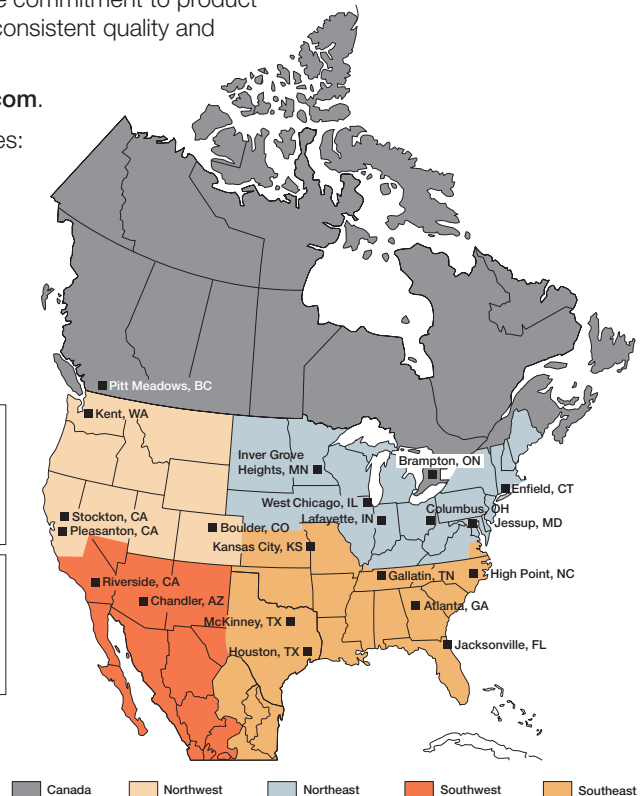 e commitment to product
consistent quality and
com.
es:
Pitt Meadows, BC
Kent, WA
Inver Grove
Heights, MN
Brampton, ON
West Chicago, IL
Enfield, CT
Columbus, OH
Lafayette, IN
Jessup, MD
Stockton, CA
Pleasanton, CA
Boulder, CO
Kansas City, KS
Riverside, CA
Gallatin, TN
High Point, NC
Chandler, AZ
Atlanta, GA
McKinney, TX
Houston, TX
Jacksonville, FL
Canada
Northwest
Northeast
Southwest
Southeast